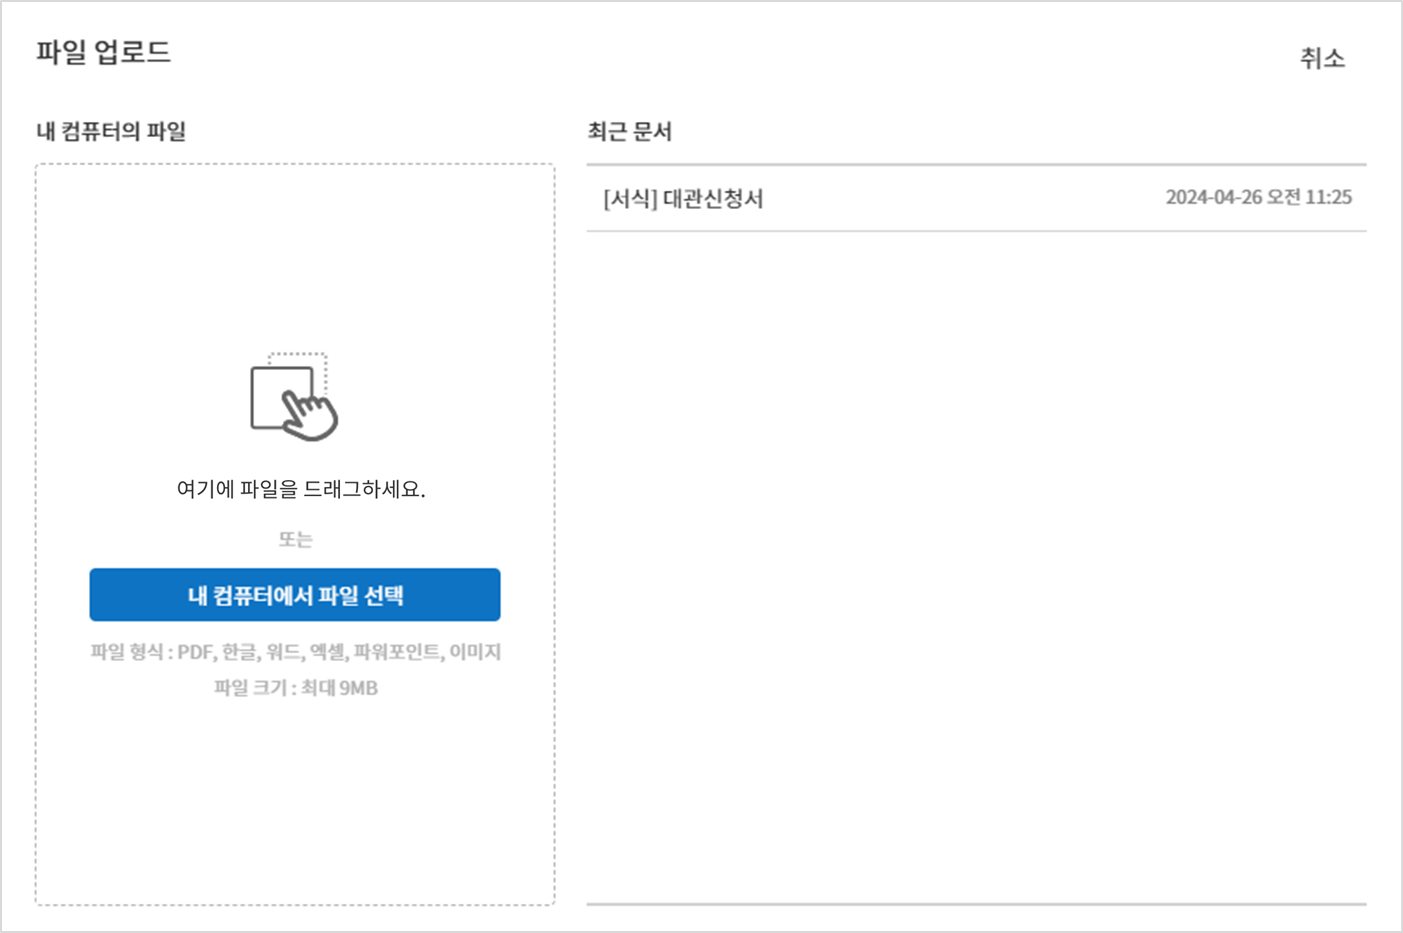 파일 업로드
취소
내 컴퓨터의 파일
여기에 파일을 드래그하세요.
또는
내 컴퓨터에서 파일 선택
파일 형식 : PDF, 한글, 워드, 엑셀, 파워포인트, 이미지
파일 크기 : 최대 9MB
최근 문서
[서식] 대관신청서
2024-04-26 오전 11:25